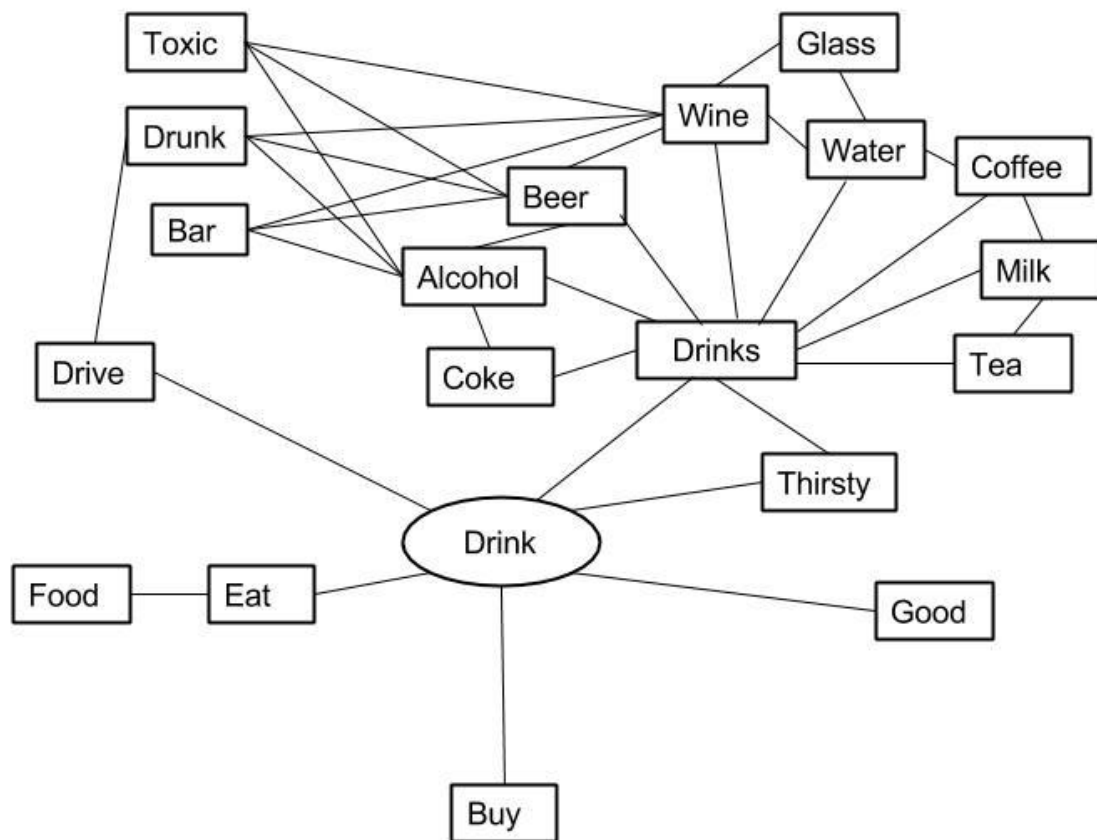 Toxic
Glass
Wine
Drunk
Water
Coffee
Beer
Bar
Alcohol
Milk
Drinks
Drive
Coke
Tea
Thirsty
Drink
Food
Eat
Good
Buy